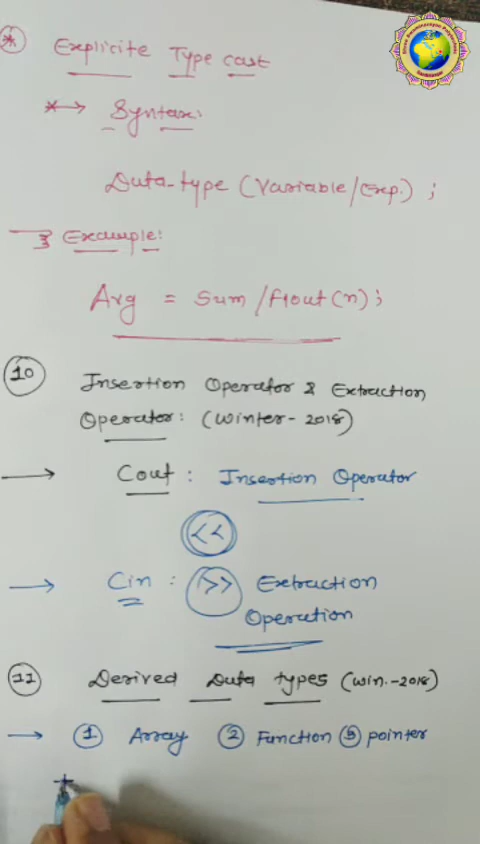 * Explicite Type cast
*→ Syntax:
Data-type (Variable/Exp.) ;
→ Example:
Avg = Sum/float(n);
10 Insertion Operator & Extraction
Operator: (Winter-2018)
→ Cout : Insertion Operator
<<
→ Cin : >> Extraction
Operation
11 Derived Data types (Win.-2018)
→ 1 Array 2 Function 3 pointer